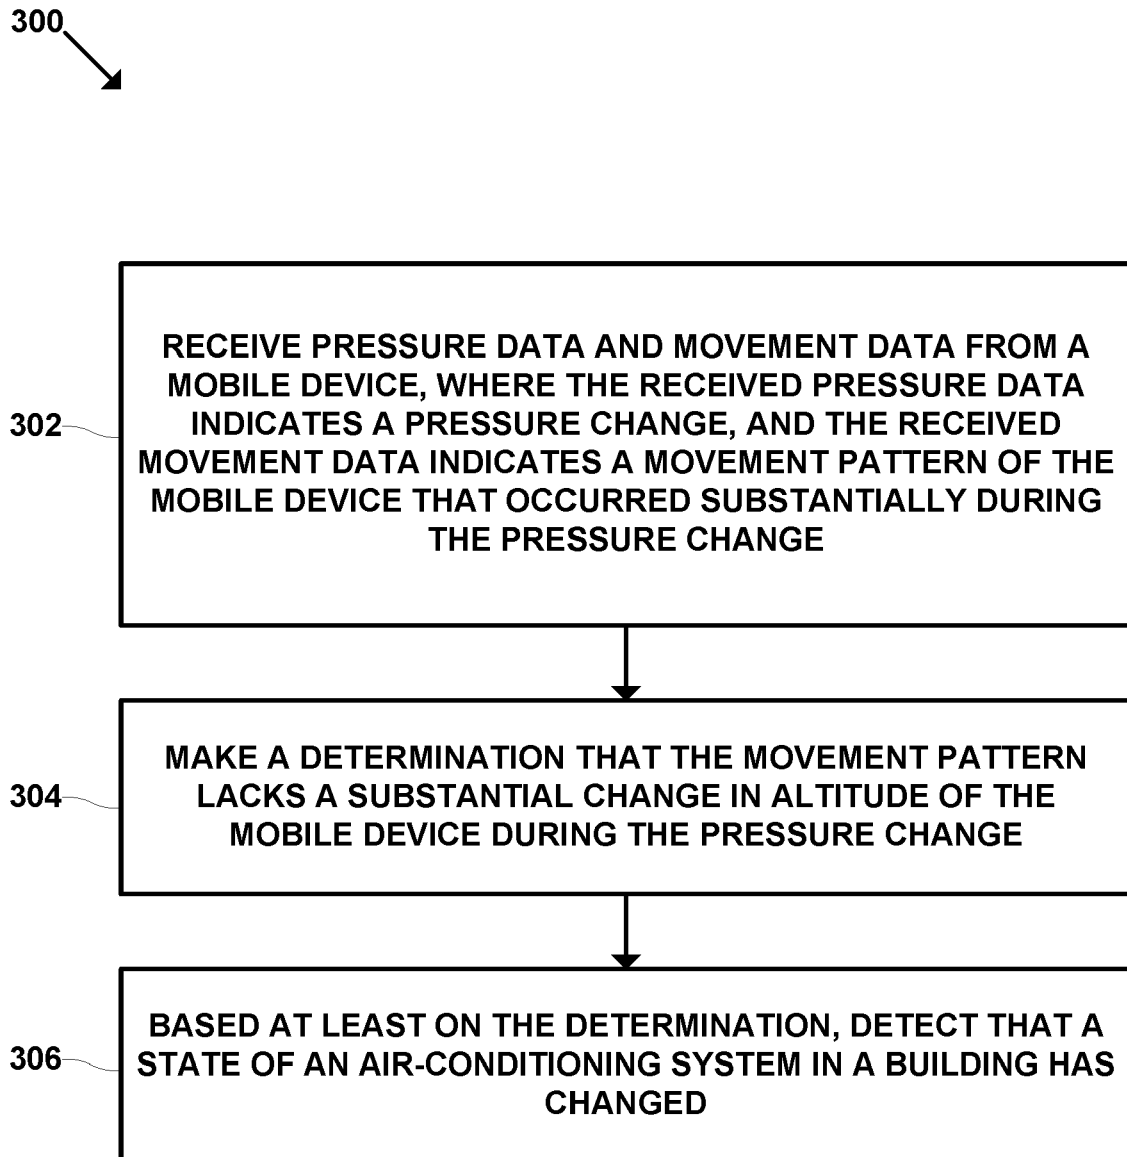 300
RECEIVE PRESSURE DATA AND MOVEMENT DATA FROM A
MOBILE DEVICE, WHERE THE RECEIVED PRESSURE DATA
INDICATES A PRESSURE CHANGE, AND THE RECEIVED
MOVEMENT DATA INDICATES A MOVEMENT PATTERN OF THE
MOBILE DEVICE THAT OCCURRED SUBSTANTIALLY DURING
THE PRESSURE CHANGE
302
MAKE A DETERMINATION THAT THE MOVEMENT PATTERN
LACKS A SUBSTANTIAL CHANGE IN ALTITUDE OF THE
MOBILE DEVICE DURING THE PRESSURE CHANGE
304
BASED AT LEAST ON THE DETERMINATION, DETECT THAT A
STATE OF AN AIR-CONDITIONING SYSTEM IN A BUILDING HAS
CHANGED
306